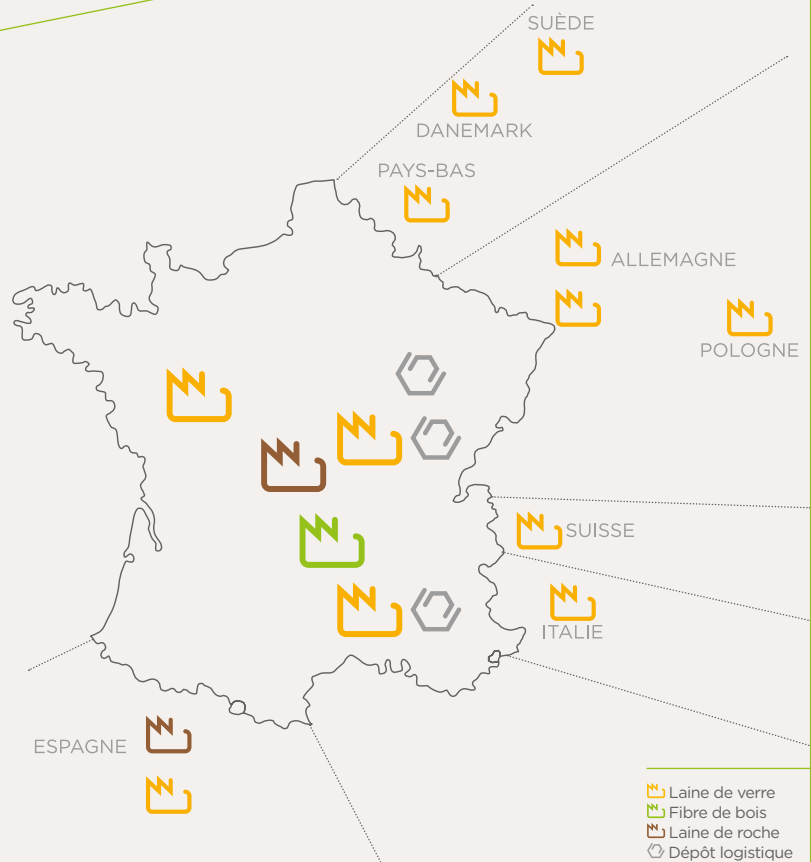 SUÈDE
DANEMARK
PAYS-BAS
ALLEMAGNE
POLOGNE
SUISSE
ITALIE
ESPAGNE
Laine de verre
Fibre de bois
Laine de roche
Dépôt logistique